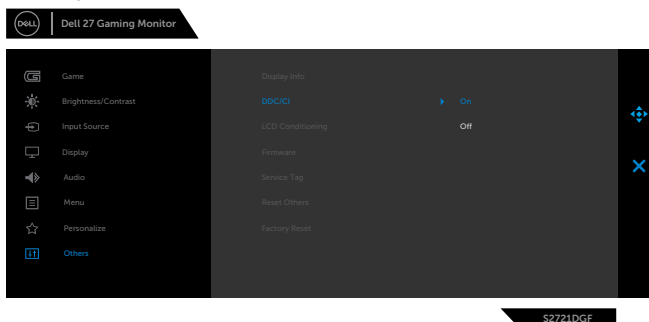 DELL
Dell 27 Gaming Monitor
Game
Display Info
Brightness/Contrast
DDC/CI
On
Input Source
LCD Conditioning
Off
Display
Firmware
Audio
Service Tag
Menu
Reset Others
Personalize
Factory Reset
Others
S2721DGF